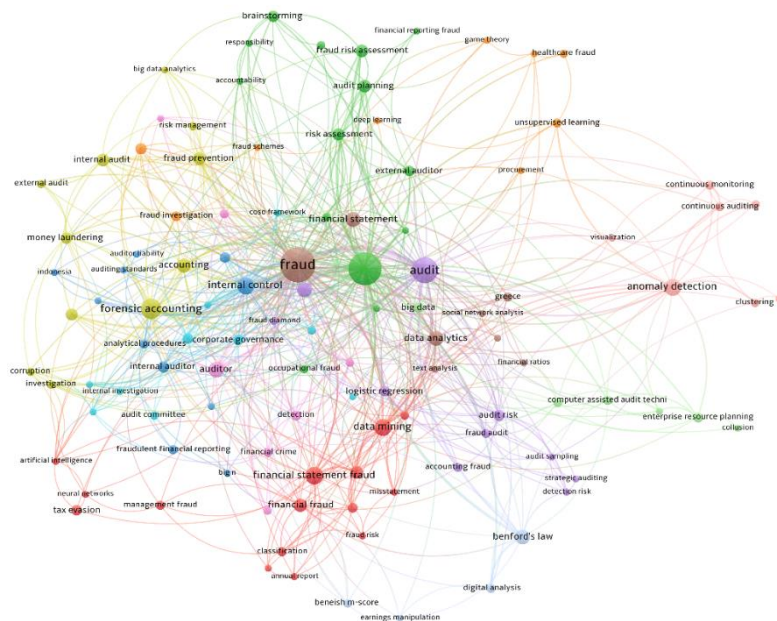 brainstorming
financial reporting fraud
responsibility
fraud risk assessment
game theory
healthcare fraud
big data analytics
accountability
audit planning
deep learning
unsupervised learning
risk management
risk assessment
fraud schemes
internal audit
fraud prevention
external auditor
procurement
external audit
continuous monitoring
fraud investigation
coso framework
financial statement
continuous auditing
money laundering
visualization
auditor liability
indonesia
auditing standards
accounting
fraud
audit
internal control
anomaly detection
greece
clustering
forensic accounting
big data
social network analysis
fraud diamond
analytical procedures
corporate governance
data analytics
financial ratios
internal auditor
auditor
occupational fraud
text analysis
corruption
investigation
internal investigation
logistic regression
computer assisted audit techni
audit committee
detection
audit risk
enterprise resource planning
data mining
collusion
fraud audit
fraudulent financial reporting
financial crime
audit sampling
artificial intelligence
big n
financial statement fraud
accounting fraud
strategic auditing
neural networks
misstatement
detection risk
tax evasion
management fraud
financial fraud
fraud risk
benford's law
classification
annual report
digital analysis
beneish m-score
earnings manipulation